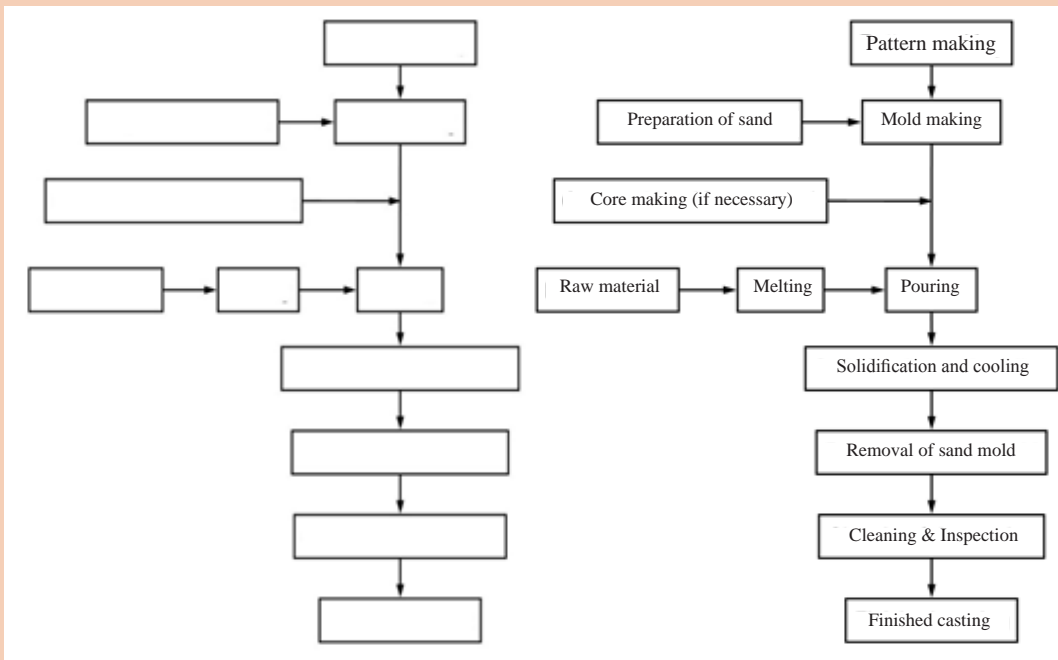 Pattern making
Preparation of sand
Mold making
Core making (if necessary)
Raw material
Melting
Pouring
Solidification and cooling
Removal of sand mold
Cleaning & Inspection
Finished casting